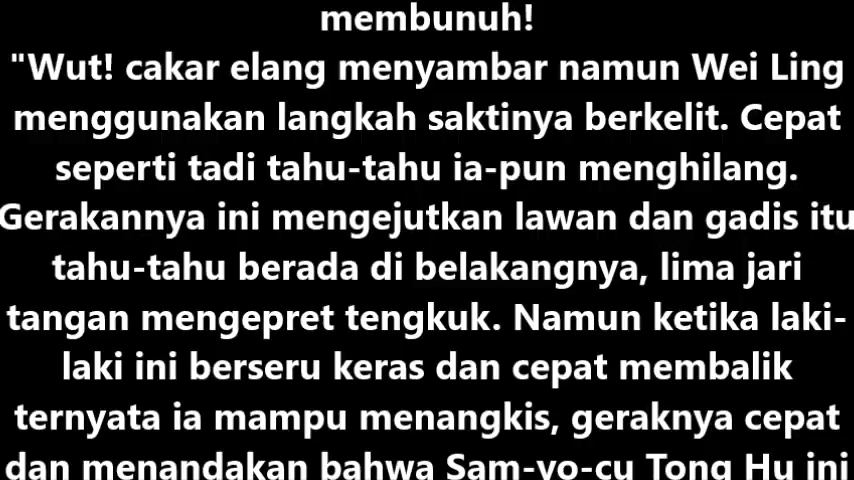 membunuh!
"Wut! cakar elang menyambar namun Wei Ling
menggunakan langkah saktinya berkelit. Cepat
seperti tadi tahu-tahu ia-pun menghilang.
Gerakannya ini mengejutkan lawan dan gadis itu
tahu-tahu berada di belakangnya, lima jari
tangan mengepret tengkuk. Namun ketika laki-
laki ini berseru keras dan cepat membalik
ternyata ia mampu menangkis, geraknya cepat
dan menandakan bahwa Sam-yo-cu Tong Hu ini